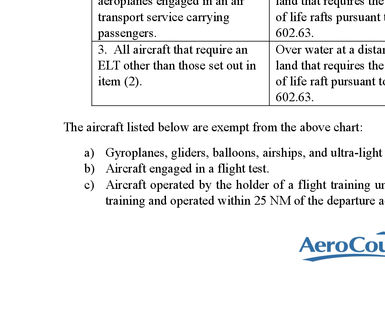 aeroplanes engaged in an air
transport service carrying
passengers.
land that requires the
of life rafts pursuant
602.63.
3. All aircraft that require an
ELT other than those set out in
item (2).
Over water at a
land that requires the
of life raft pursuant
602.63.
The aircraft listed below are exempt from the above chart:
a) Gyroplanes, gliders, balloons, airships, and ultra-light
b) Aircraft engaged in a flight test.
c) Aircraft operated by the holder of a flight training
training and operated within 25 NM of the departure